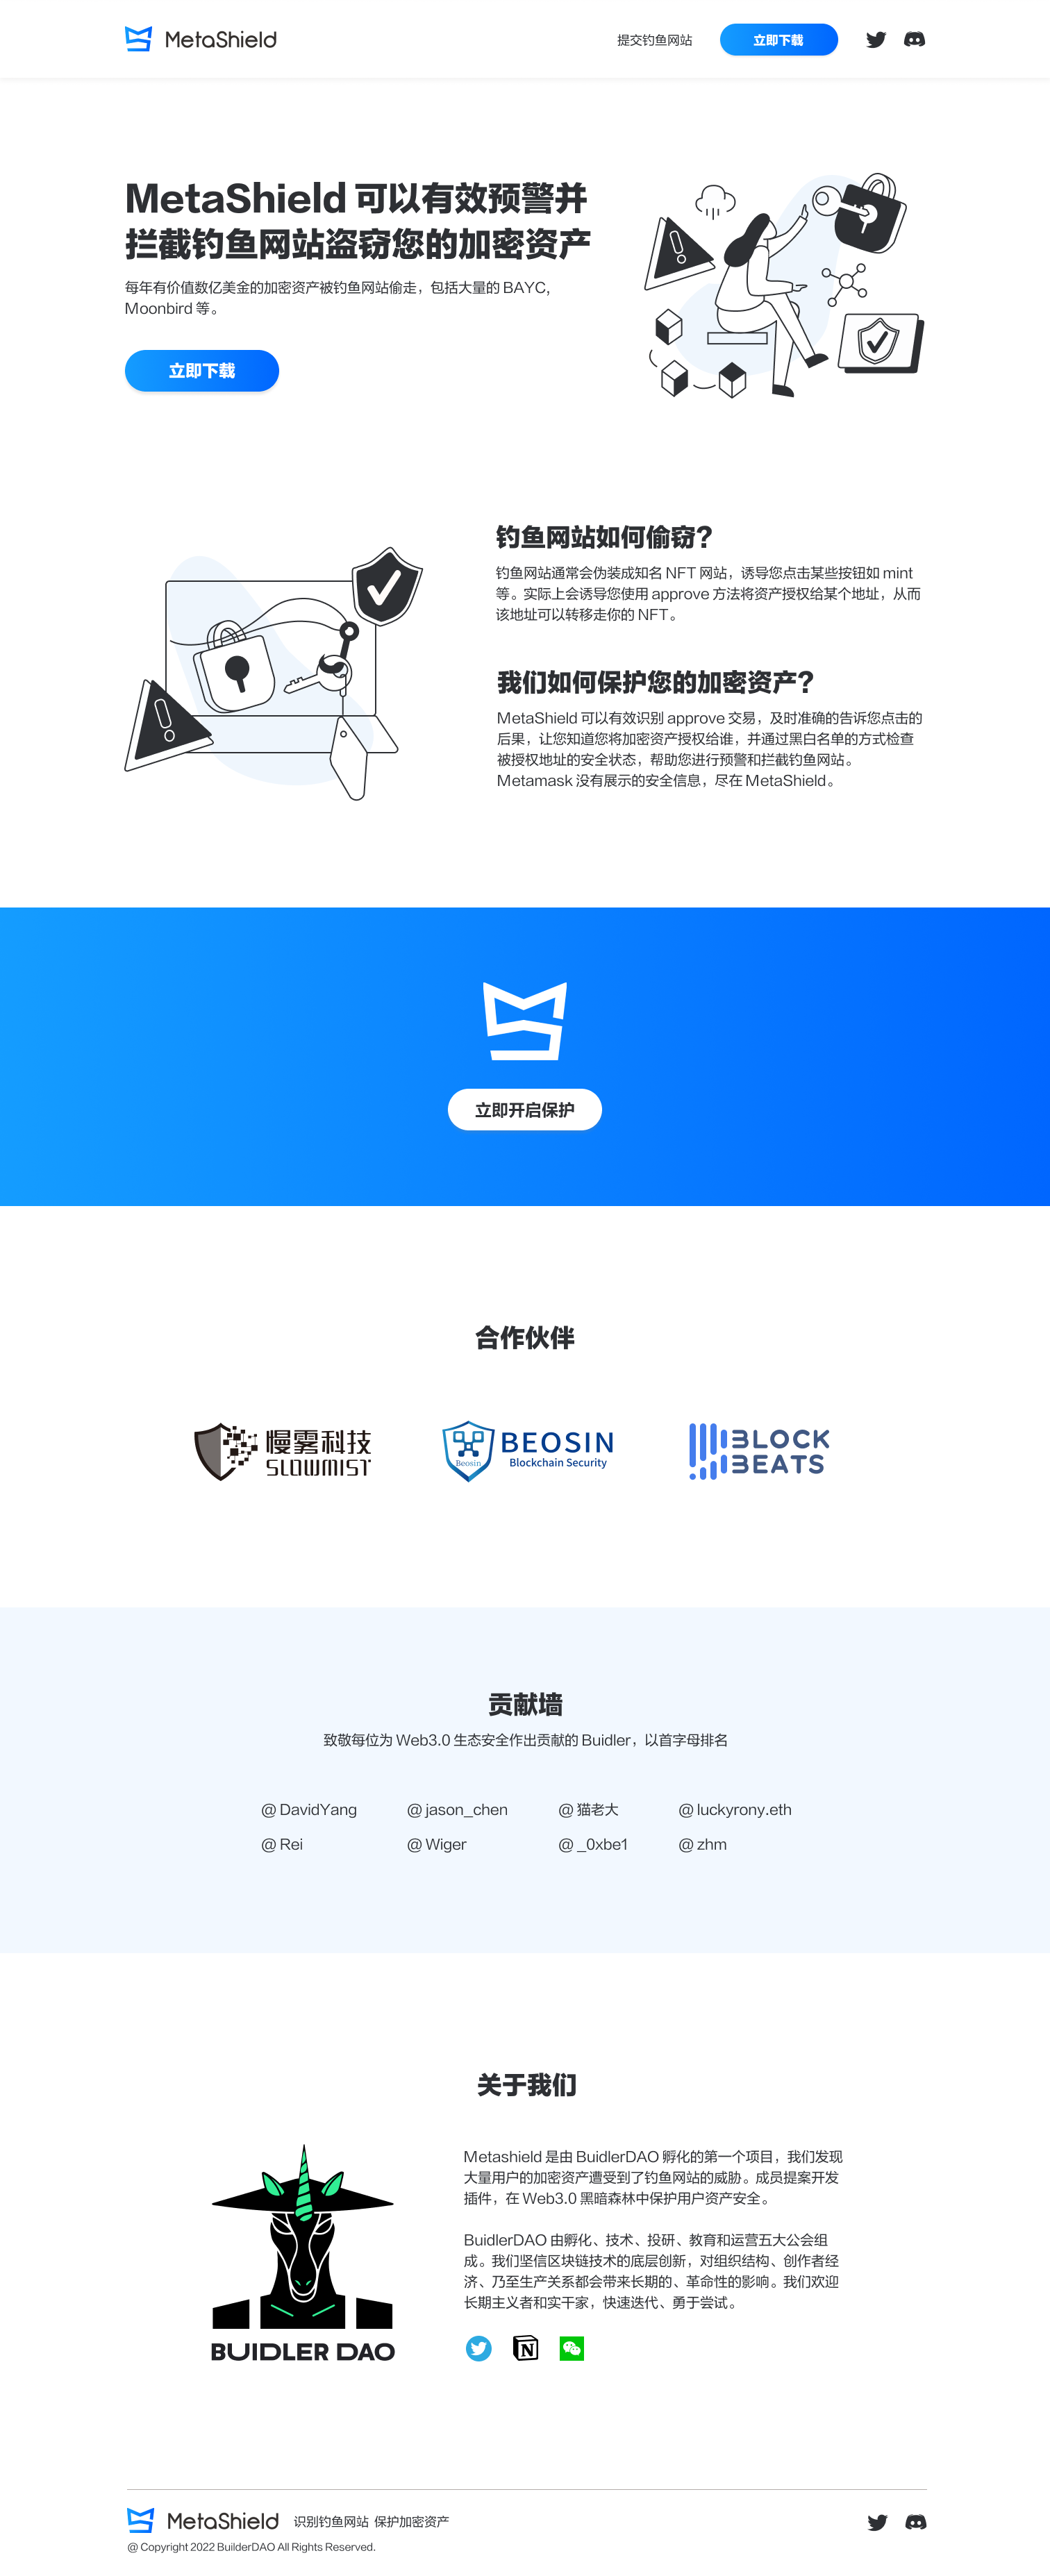 MetaShield
提交钓鱼网站
立即下载
MetaShield 可以有效预警并
拦截钓鱼网站盗窃您的加密资产
每年有价值数亿美金的加密资产被钓鱼网站偷走，包括大量的 BAYC,
Moonbird 等。
立即下载
钓鱼网站如何偷窃?
钓鱼网站通常会伪装成知名 NFT 网站，诱导您点击某些按钮如 mint
等。实际上会诱导您使用 approve 方法将资产授权给某个地址，从而
该地址可以转移走你的 NFT。
我们如何保护您的加密资产?
MetaShield 可以有效识别 approve 交易，及时准确的告诉您点击的
后果，让您知道您将加密资产授权给谁，并通过黑白名单的方式检查
被授权地址的安全状态，帮助您进行预警和拦截钓鱼网站。
Metamask 没有展示的安全信息，尽在 MetaShield。
立即开启保护
合作伙伴
慢雾科技
SLOWMIST
Beosin
BEOSIN
Blockchain Security
BLOCK
BEATS
贡献墙
致敬每位为 Web3.0 生态安全作出贡献的 Buidler，以首字母排名
@ DavidYang
@ jason_chen
@ 猫老大
@ luckyrony.eth
@ Rei
@ Wiger
@ _0xbe1
@ zhm
关于我们
Metashield 是由 BuidlerDAO 孵化的第一个项目，我们发现
大量用户的加密资产遭受到了钓鱼网站的威胁。成员提案开发
插件，在 Web3.0 黑暗森林中保护用户资产安全。
BuidlerDAO 由孵化、技术、投研、教育和运营五大公会组
成。我们坚信区块链技术的底层创新，对组织结构、创作者经
济、乃至生产关系都会带来长期的、革命性的影响。我们欢迎
长期主义者和实干家，快速迭代、勇于尝试。
BUIDLER DAO
N
MetaShield
识别钓鱼网站 保护加密资产
@ Copyright 2022 BuilderDAO All Rights Reserved.